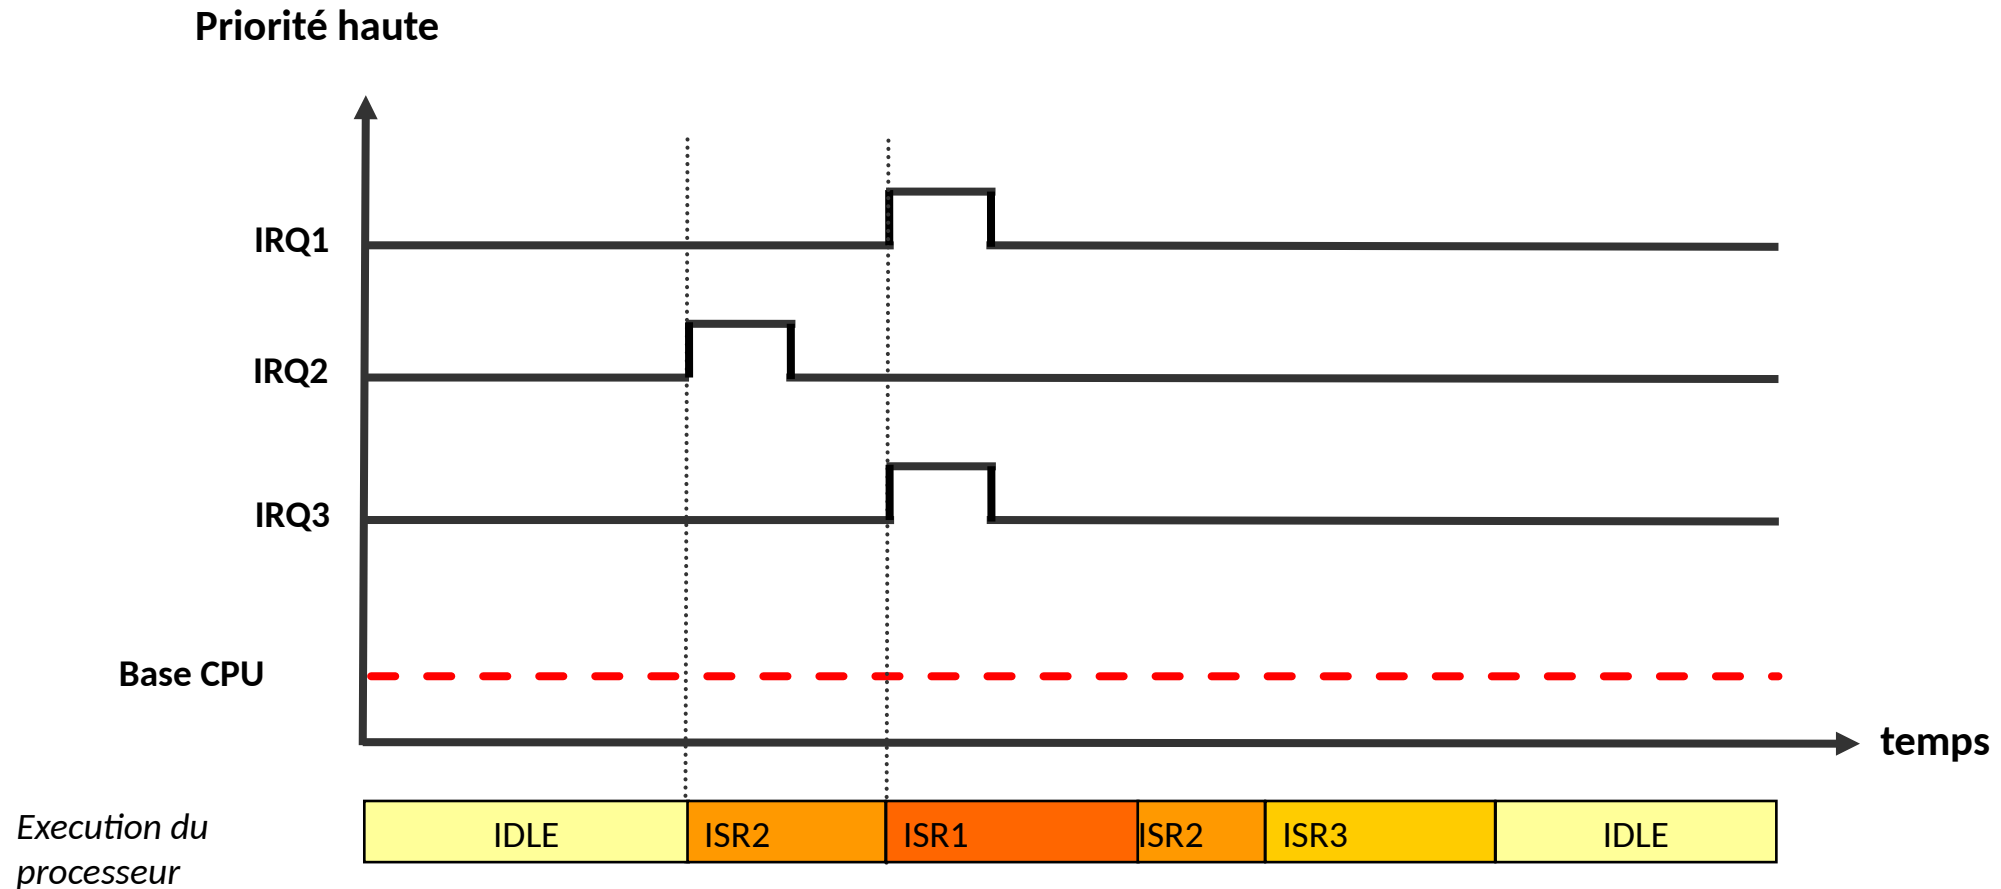 Priorité haute
IRQ1
IRQ2
IRQ3
Base CPU
temps
Execution du
processeur
IDLE
ISR2
ISR1
ISR2
ISR3
IDLE